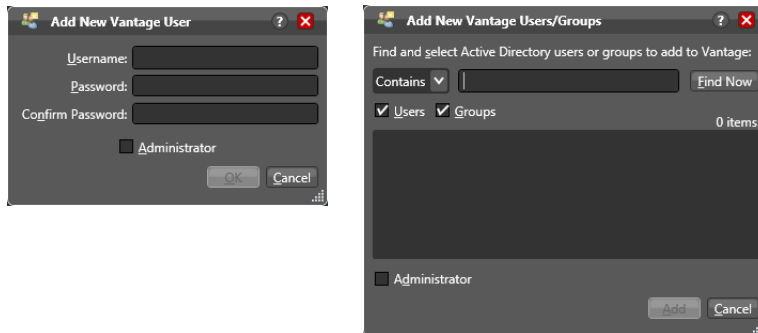 Add New Vantage User ?
Username:
Password:
Confirm Password:
Administrator
OK Cancel
Add New Vantage Users/Groups ?
Find and select Active Directory users or groups to add to Vantage:
Contains Find Now
Users Groups
0 items
Administrator
Add Cancel